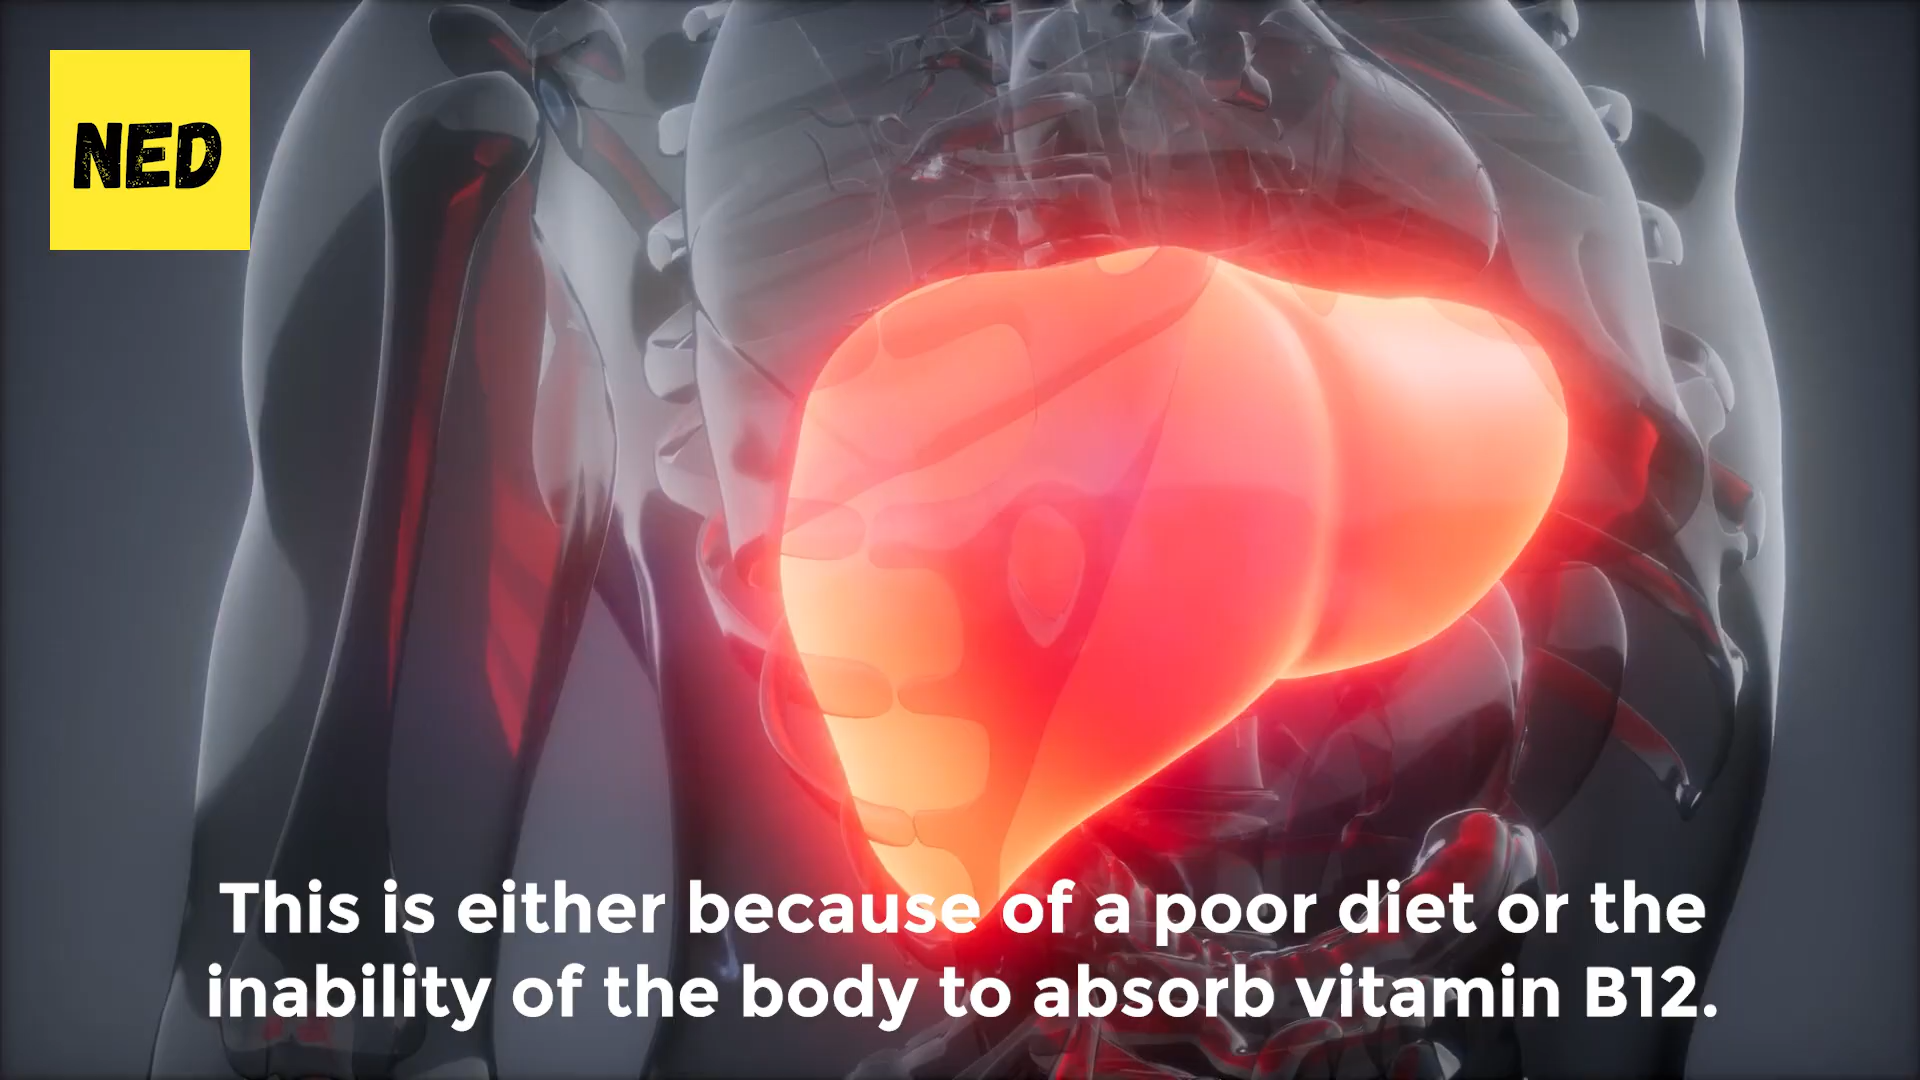 NED
This is either because of a poor diet or the
inability of the body to absorb vitamin B12.